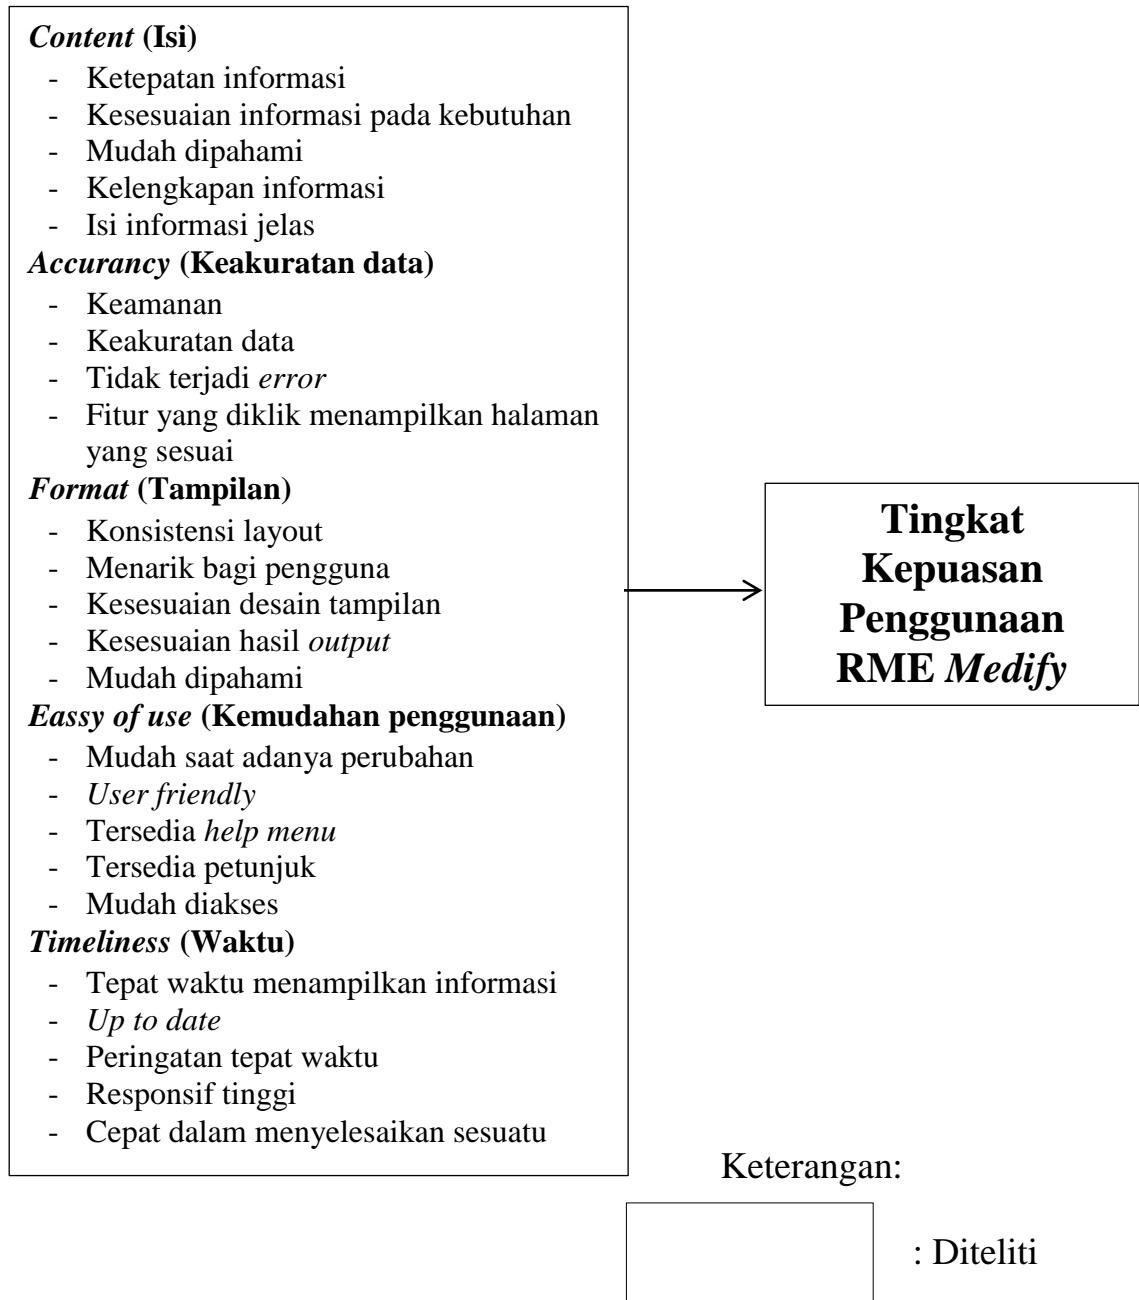 Content (Isi)
- Ketepatan informasi
- Kesesuaian informasi pada kebutuhan
- Mudah dipahami
- Kelengkapan informasi
- Isi informasi jelas
Accurancy (Keakuratan data)
- Keamanan
- Keakuratan data
- Tidak terjadi error
- Fitur yang diklik menampilkan halaman
yang sesuai
Format (Tampilan)
- Konsistensi layout
- Menarik bagi pengguna
- Kesesuaian desain tampilan
- Kesesuaian hasil output
- Mudah dipahami
Eassy of use (Kemudahan penggunaan)
- Mudah saat adanya perubahan
- User friendly
- Tersedia help menu
- Tersedia petunjuk
- Mudah diakses
Timeliness (Waktu)
- Tepat waktu menampilkan informasi
- Up to date
- Peringatan tepat waktu
- Responsif tinggi
- Cepat dalam menyelesaikan sesuatu
Tingkat
Kepuasan
Penggunaan
RME Medify
Keterangan:
: Diteliti